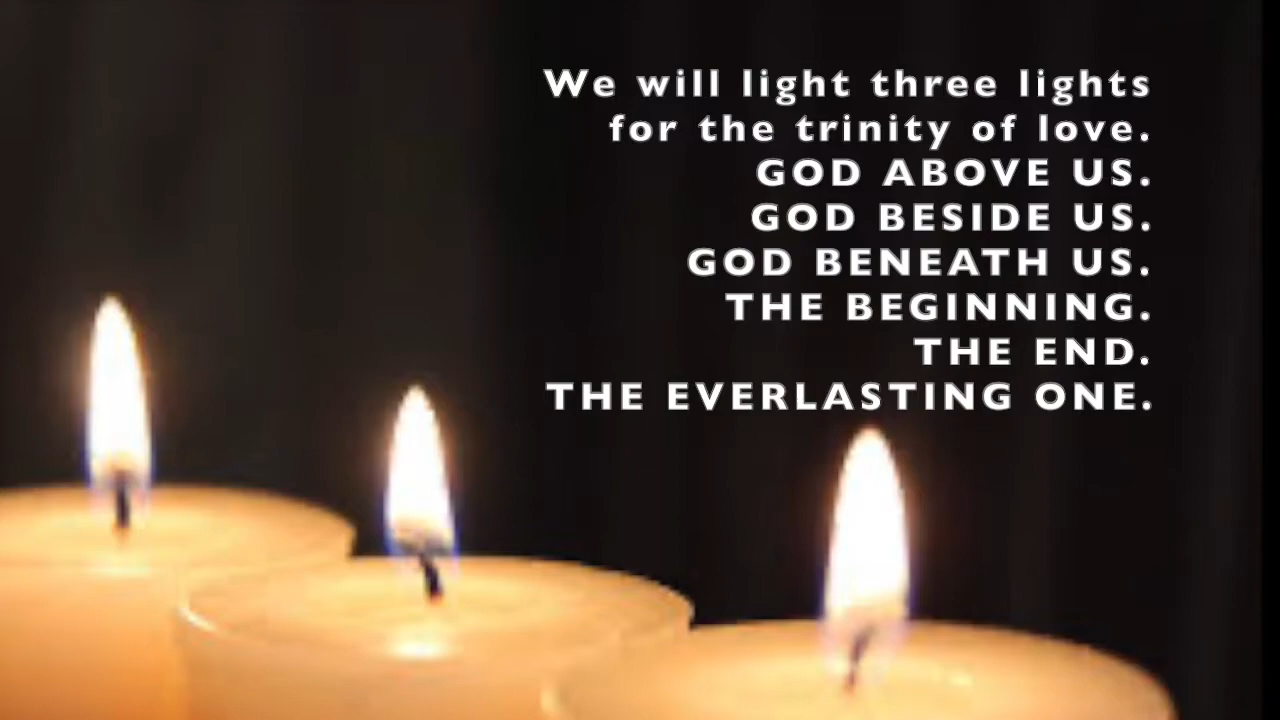 We will light three lights
for the trinity of love.
GOD ABOVE US.
GOD BESIDE US.
GOD BENEATH US.
THE BEGINNING.
THE END.
THE EVERLASTING ONE.